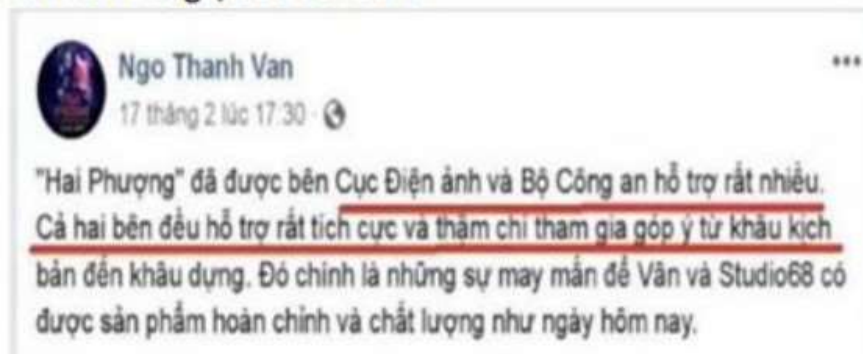 Ngo Thanh Van
17 tháng 2 lúc 17:30
"Hai Phượng" đã được bên Cục Điện ảnh và Bộ Công an hỗ trợ rất nhiều.
Cả hai bên đều hỗ trợ rất tích cực và thậm chí tham gia góp ý từ khâu kịch
bản đến khâu dựng. Đó chính là những sự may mắn để Vân và Studio68 có
được sản phẩm hoàn chỉnh và chất lượng như ngày hôm nay.